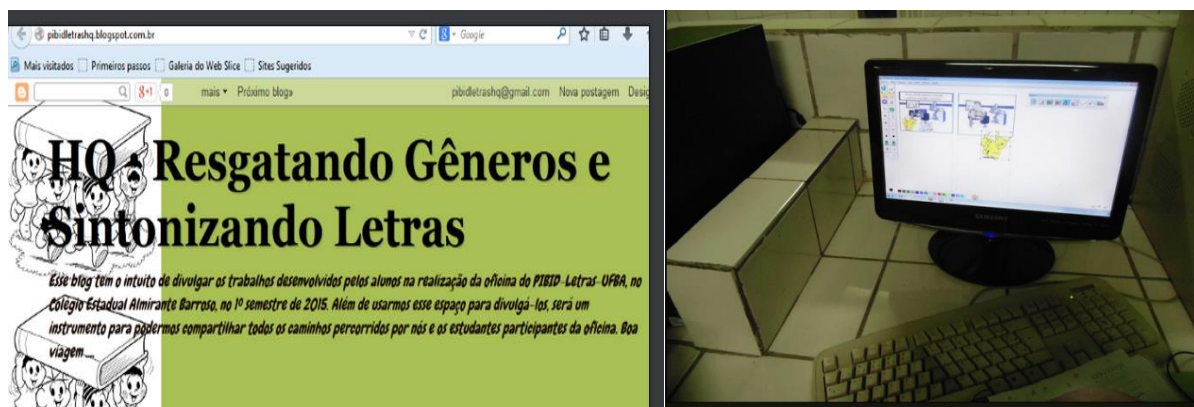 pibidletrashq.blogspot.com.br
Google
Mais visitados Primeiros passos Galeria do Web Slice Sites Sugeridos
8+1 0 mais Próximo blog» pibidletrashq@gmail.com Nova postagem Desig
HQ - Resgatando Gêneros e
Sintonizando Letras
Esse blog tem o intuito de divulgar os trabalhos desenvolvidos pelos alunos na realização da oficina do PIBID-Letras-UFBA, no
Colégio Estadual Almirante Barroso, no 1º semestre de 2015. Além de usarmos esse espaço para divulgá-los, será um
instrumento para podermos compartilhar todos os caminhos percorridos por nós e os estudantes participantes da oficina. Boa
viagem ....
SAMSUNG